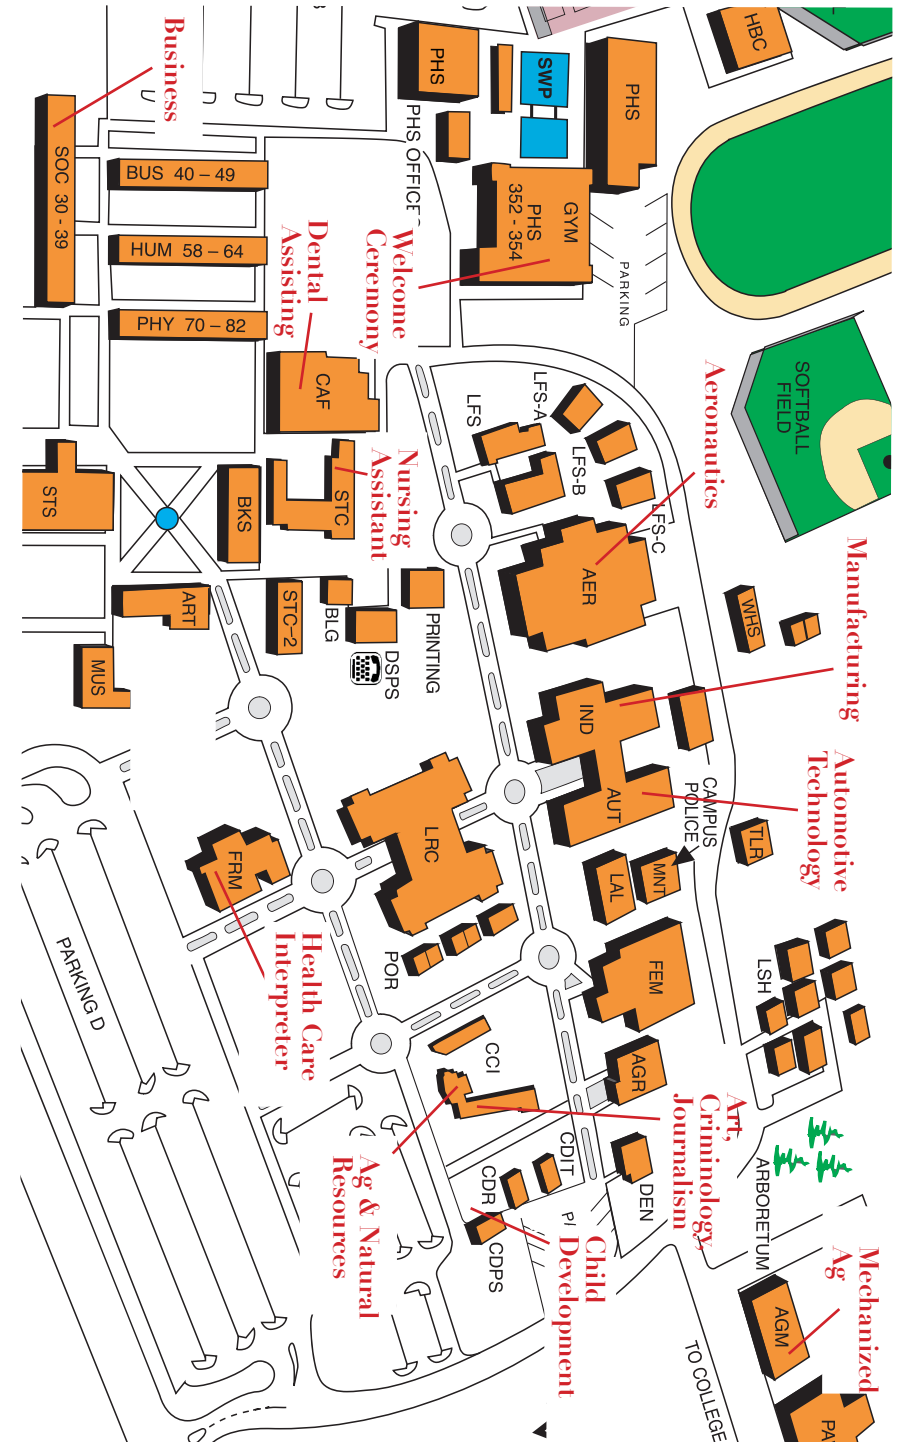 HBC
PHS
SWP
PHS
PHS OFFICE
GYM
PHS
352 - 354
PARKING
SOFTBALL
FIELD
Business
SOC 30 - 39
BUS 40 – 49
HUM 58 – 64
PHY 70 – 82
Dental
Assisting
Welcome
Ceremony
CAF
LFS
LFS-A
LFS-B
LFS-C
Aeronautics
Nursing
Assistant
STC
BKS
STS
AER
Manufacturing
WHS
ART
STC–2
BLG
PRINTING
DSPS
MUS
IND
AUT
Automotive
Technology
CAMPUS
POLICE
TLR
MNT
LAL
LRC
FRM
POR
FEM
LSH
Health Care
Interpreter
PARKING D
CCI
AGR
Art,
Criminology,
Journalism
CDIT
CDR
CDPS
DEN
ARBORETUM
Ag & Natural
Resources
Child
Development
Mechanized
Ag
AGM
TO COLLEGE